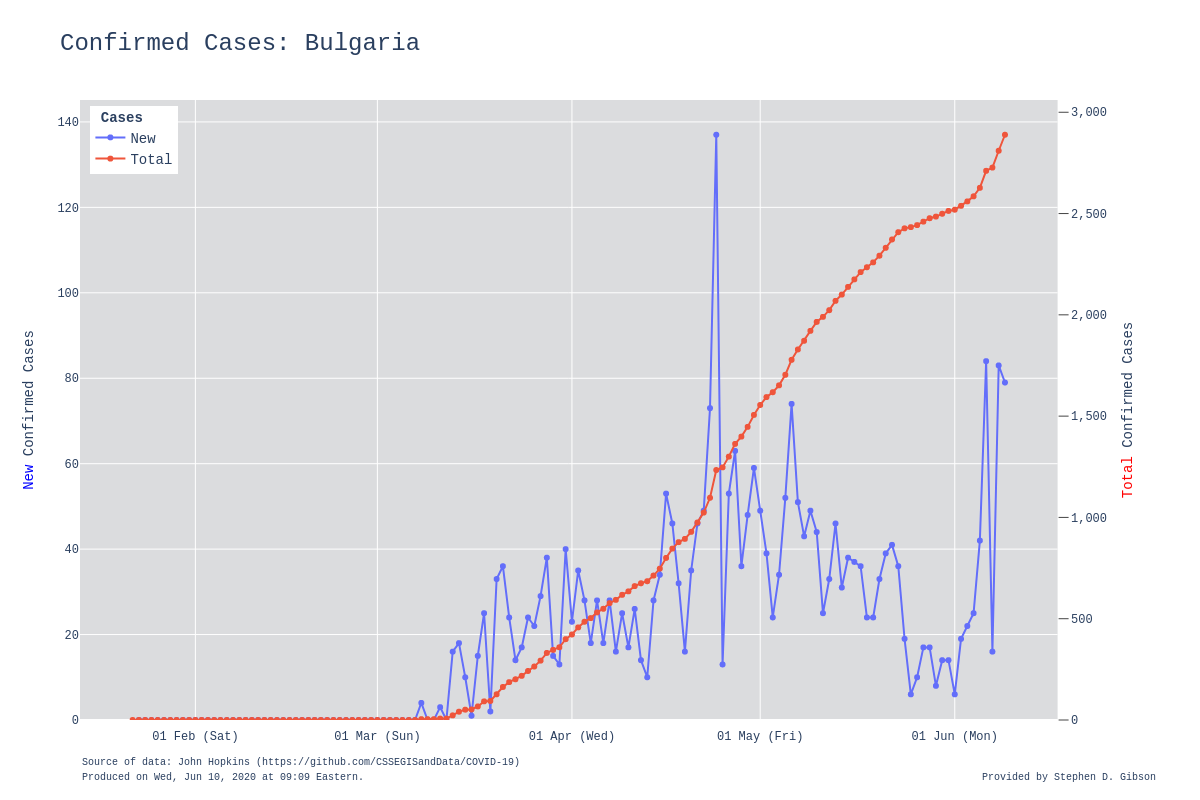 Confirmed Cases: Bulgaria
Cases
New
Total
140
120
100
80
60
40
20
0
3,000
2,500
2,000
1,500
1,000
500
0
New Confirmed Cases
Total Confirmed Cases
01 Feb (Sat)
01 Mar (Sun)
01 Apr (Wed)
01 May (Fri)
01 Jun (Mon)
Source of data: John Hopkins (https://github.com/CSSEGISandData/COVID-19)
Produced on Wed, Jun 10, 2020 at 09:09 Eastern.
Provided by Stephen D. Gibson